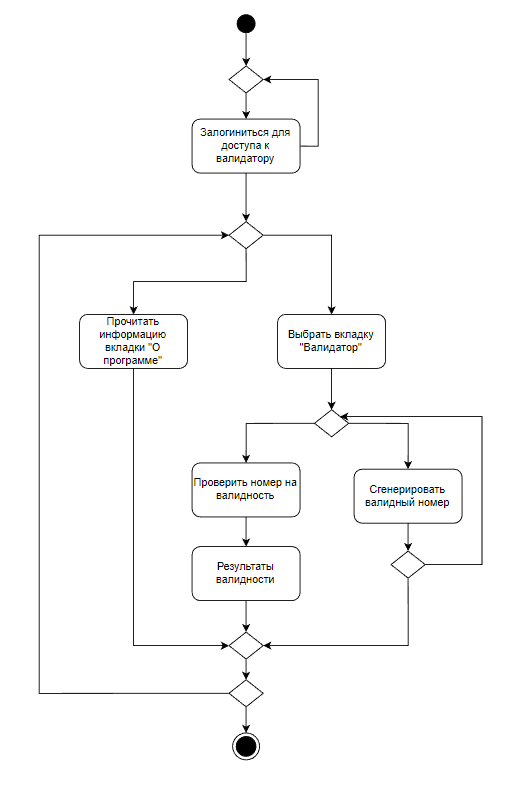 Залогиниться для
доступа к
валидатору
Прочитать
информацию
вкладки "О
программе"
Выбрать вкладку
"Валидатор"
Проверить номер на
валидность
Сгенерировать
валидный номер
Результаты
валидности